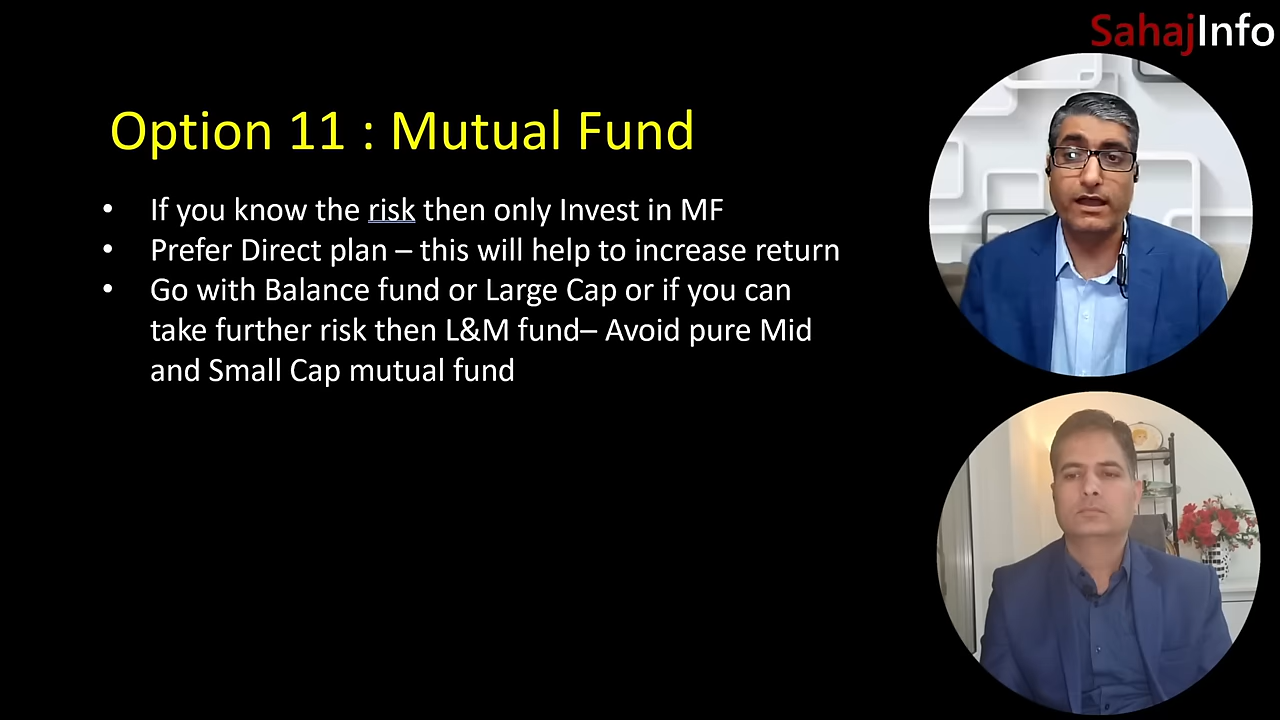 SahajInfo
Option 11 : Mutual Fund
• If you know the risk then only Invest in MF
• Prefer Direct plan – this will help to increase return
• Go with Balance fund or Large Cap or if you can
take further risk then L&M fund– Avoid pure Mid
and Small Cap mutual fund